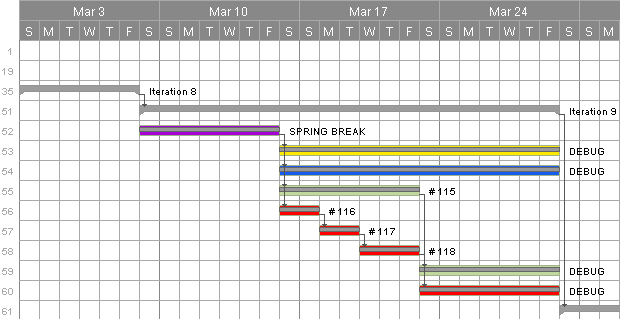 Mar 3 Mar 10 Mar 17 Mar 24
S M T W T F S S M T W T F S S M T W T F S S M T W T F S S M
1
19
35 Iteration 8
51 Iteration 9
52 SPRING BREAK
53 DEBUG
54 DEBUG
55 #115
56 #116
57 #117
58 #118
59 DEBUG
60 DEBUG
61